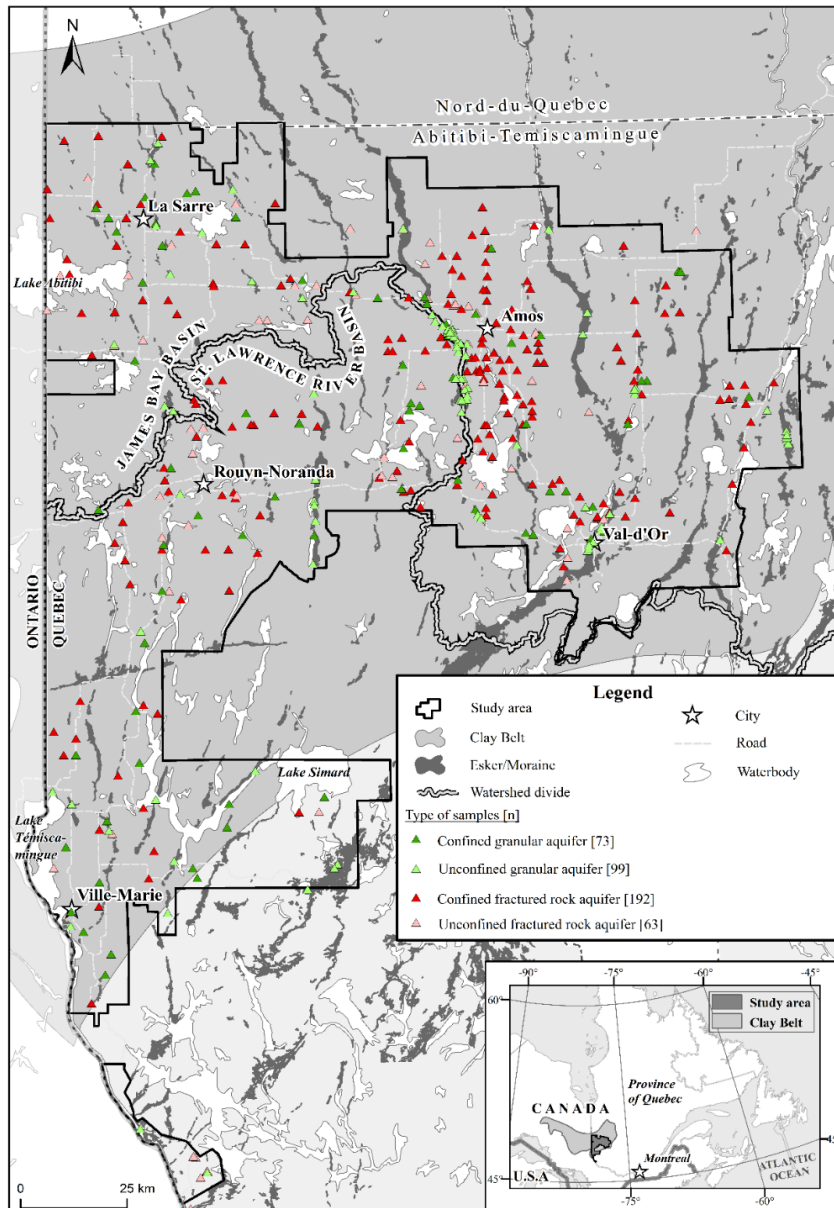 N
Nord-du-Quebec
Abitibi-Temiscamingue
La Sarre
Lake Abitibi
Amos
JAMES BAY BASIN
ST. LAWRENCE RIVER BASIN
Rouyn-Noranda
Val-d'Or
ONTARIO
QUEBEC
Lake Simard
Lake
Témisca-
mingue
Ville-Marie
0 25 km
Legend
Study area
Clay Belt
Esker/Moraine
Watershed divide
City
Road
Waterbody
Type of samples [n]
Confined granular aquifer [73]
Unconfined granular aquifer [99]
Confined fractured rock aquifer [192]
Unconfined fractured rock aquifer [63]
-90° -75° -60°
60°
Study area
Clay Belt
Province
of Quebec
CANADA
Montreal
U.S.A
ATLANTIC
OCEAN
45°
45
-75° -60°